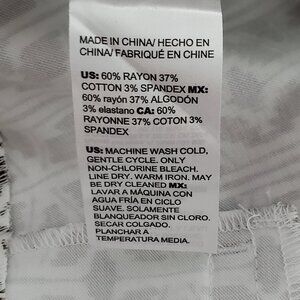 MADE IN CHINA/ HECHO EN
CHINA/ FABRIQUÉ EN CHINE
US: 60% RAYON 37%
COTTON 3% SPANDEX MX:
60% rayón 37% ALGODÓN
3% elastano CA: 60%
RAYONNE 37% COTON 3%
SPANDEX
US: MACHINE WASH COLD,
GENTLE CYCLE. ONLY
NON-CHLORINE BLEACH.
LINE DRY. WARM IRON. MAY
BE DRY CLEANED MX:
LAVAR A MÁQUINA CON
AGUA FRÍA EN CICLO
SUAVE. SOLAMENTE
BLANQUEADOR SIN CLORO.
SECAR COLGADO.
PLANCHAR A
TEMPERATURA MEDIA.